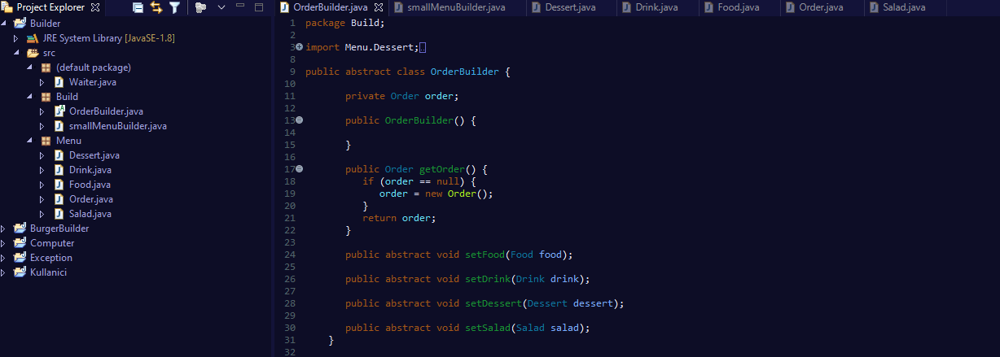 Project Explorer
Builder
JRE System Library [JavaSE-1.8]
src
(default package)
Waiter.java
Build
OrderBuilder.java
smallMenuBuilder.java
Menu
Dessert.java
Drink.java
Food.java
Order.java
Salad.java
BurgerBuilder
Computer
Exception
Kullanici
OrderBuilder.java smallMenuBuilder.java Dessert.java Drink.java Food.java Order.java Salad.java
1 package Build;
2
3 import Menu.Dessert;
8
9 public abstract class OrderBuilder {
10
11 private Order order;
12
13 public OrderBuilder() {
14
15 }
16
17 public Order getOrder() {
18 if (order == null) {
19 order = new Order();
20 }
21 return order;
22 }
23
24 public abstract void setFood(Food food);
25
26 public abstract void setDrink(Drink drink);
27
28 public abstract void setDessert(Dessert dessert);
29
30 public abstract void setSalad(Salad salad);
31 }
32